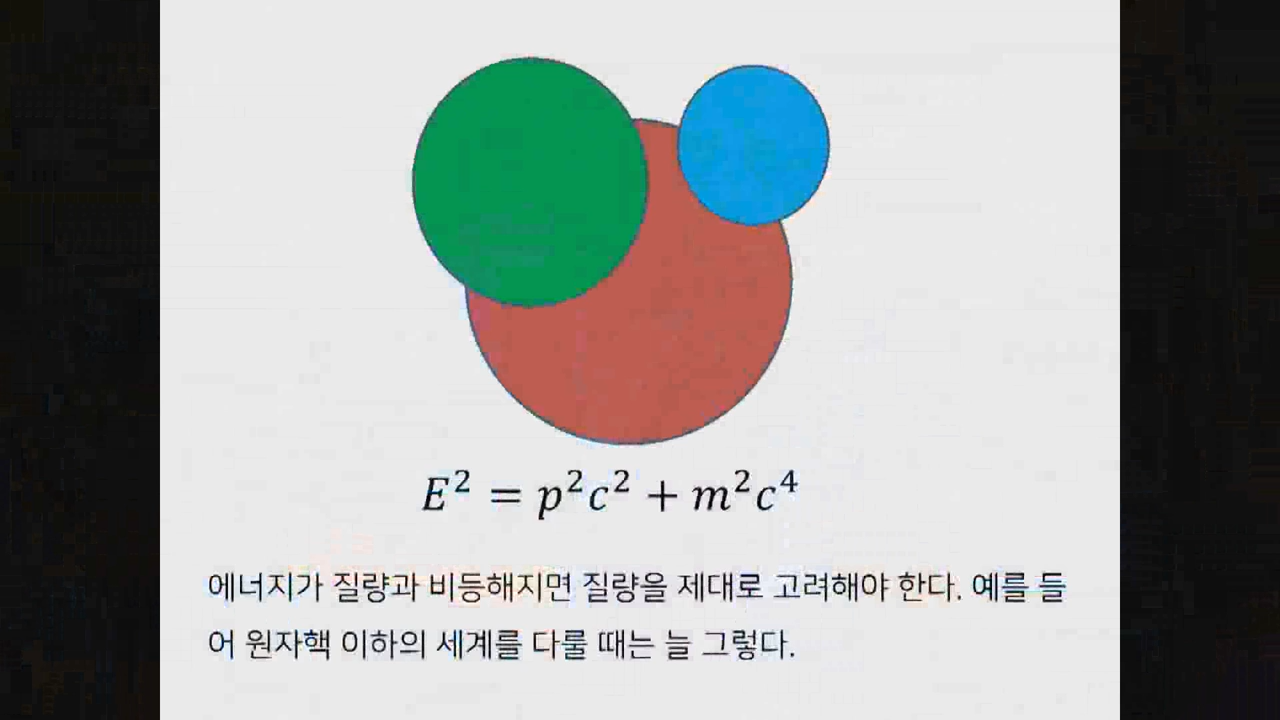 E² = p²c² + m²c⁴
에너지가 질량과 비등해지면 질량을 제대로 고려해야 한다. 예를 들
어 원자핵 이하의 세계를 다룰 때는 늘 그렇다.